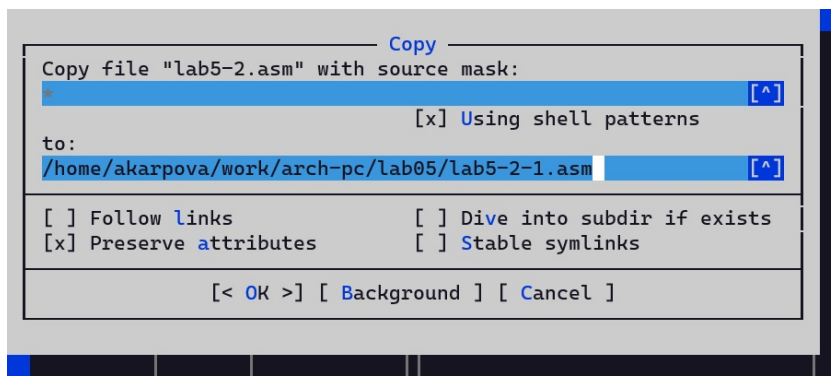 Copy
Copy file "lab5-2.asm" with source mask:
* [^]
[x] Using shell patterns
to:
/home/akarpova/work/arch-pc/lab05/lab5-2-1.asm [^]
[ ] Follow links [ ] Dive into subdir if exists
[x] Preserve attributes [ ] Stable symlinks
[< OK >] [ Background ] [ Cancel ]